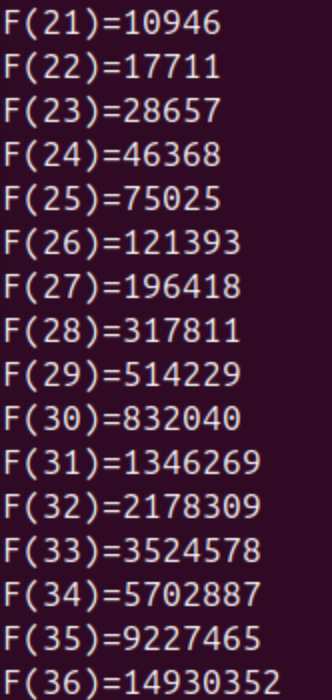 F(21)=10946
F(22)=17711
F(23)=28657
F(24)=46368
F(25)=75025
F(26)=121393
F(27)=196418
F(28)=317811
F(29)=514229
F(30)=832040
F(31)=1346269
F(32)=2178309
F(33)=3524578
F(34)=5702887
F(35)=9227465
F(36)=14930352